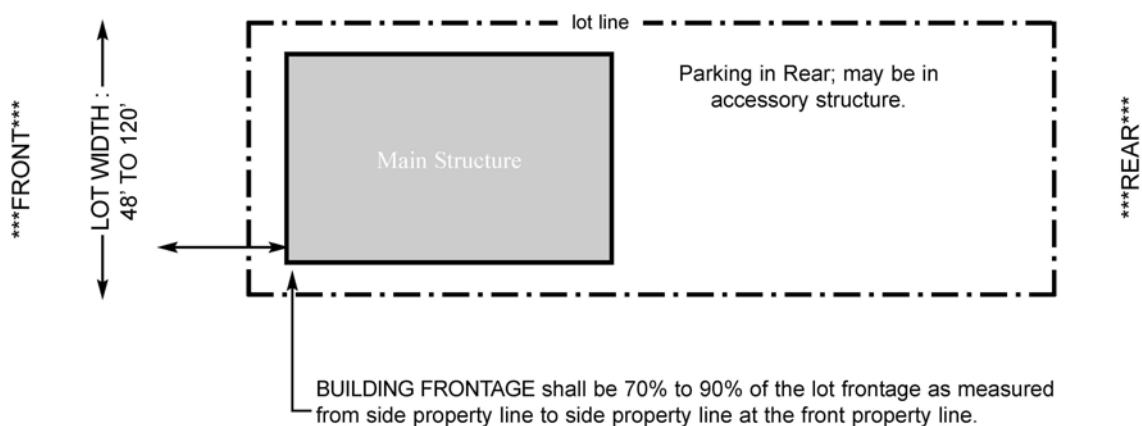 lot line
***FRONT***
LOT WIDTH :
48' TO 120'
Main Structure
Parking in Rear; may be in
accessory structure.
***REAR***
BUILDING FRONTAGE shall be 70% to 90% of the lot frontage as measured
from side property line to side property line at the front property line.